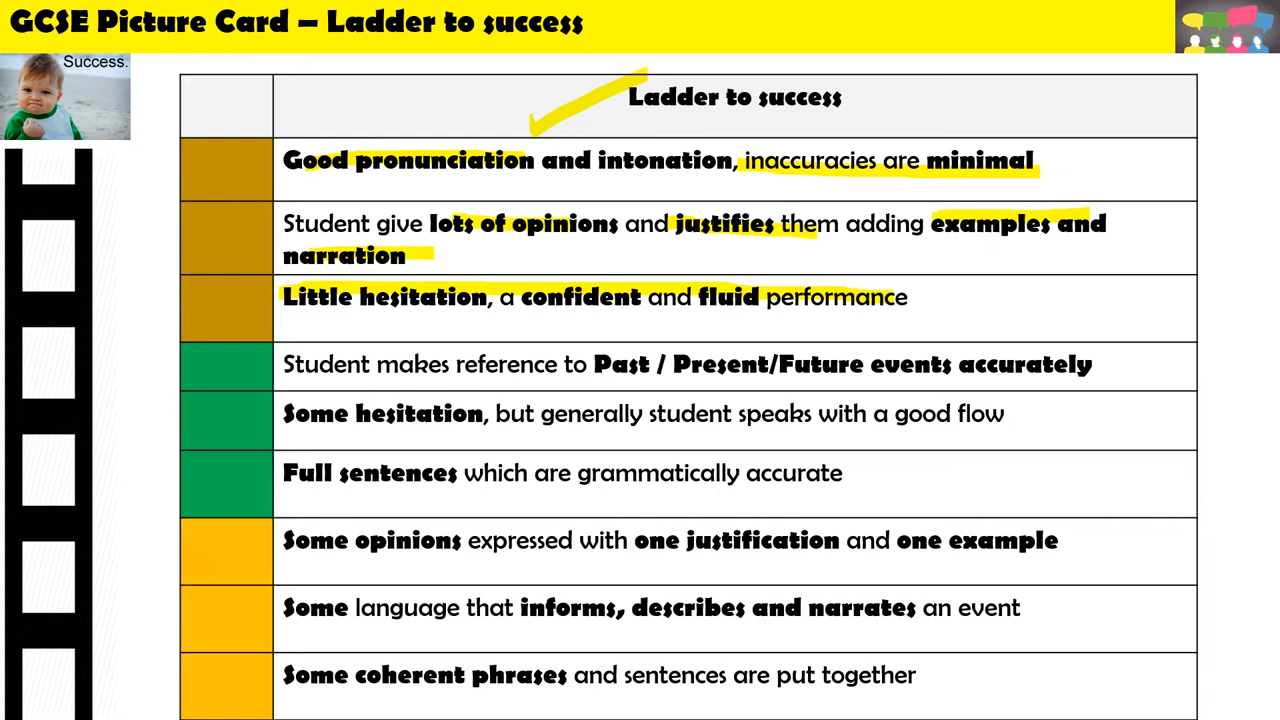 GCSE Picture Card – Ladder to success
Success.
Ladder to success
Good pronunciation and intonation, inaccuracies are minimal
Student give lots of opinions and justifies them adding examples and
narration
Little hesitation, a confident and fluid performance
Student makes reference to Past / Present/Future events accurately
Some hesitation, but generally student speaks with a good flow
Full sentences which are grammatically accurate
Some opinions expressed with one justification and one example
Some language that informs, describes and narrates an event
Some coherent phrases and sentences are put together